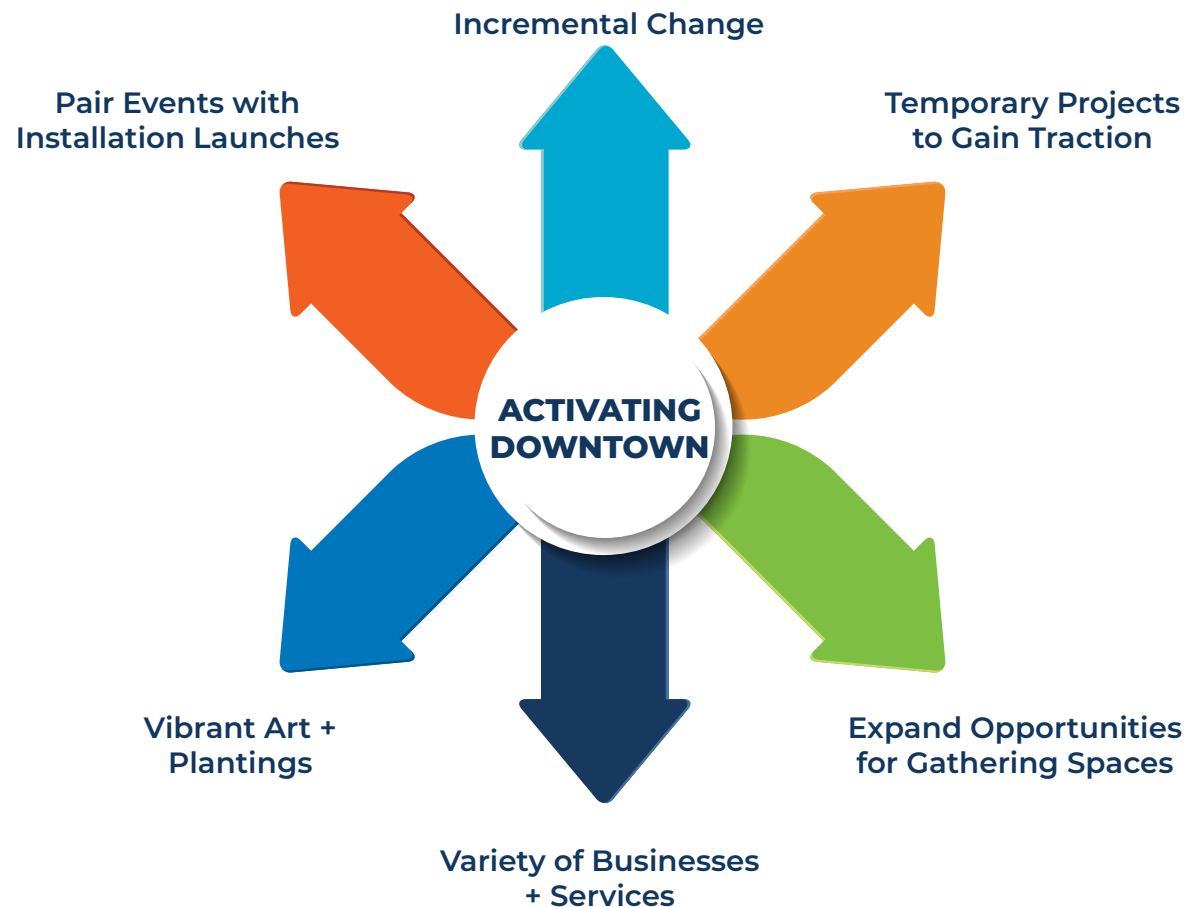 Incremental Change
Pair Events with
Installation Launches
Temporary Projects
to Gain Traction
ACTIVATING
DOWNTOWN
Vibrant Art +
Plantings
Expand Opportunities
for Gathering Spaces
Variety of Businesses
+ Services